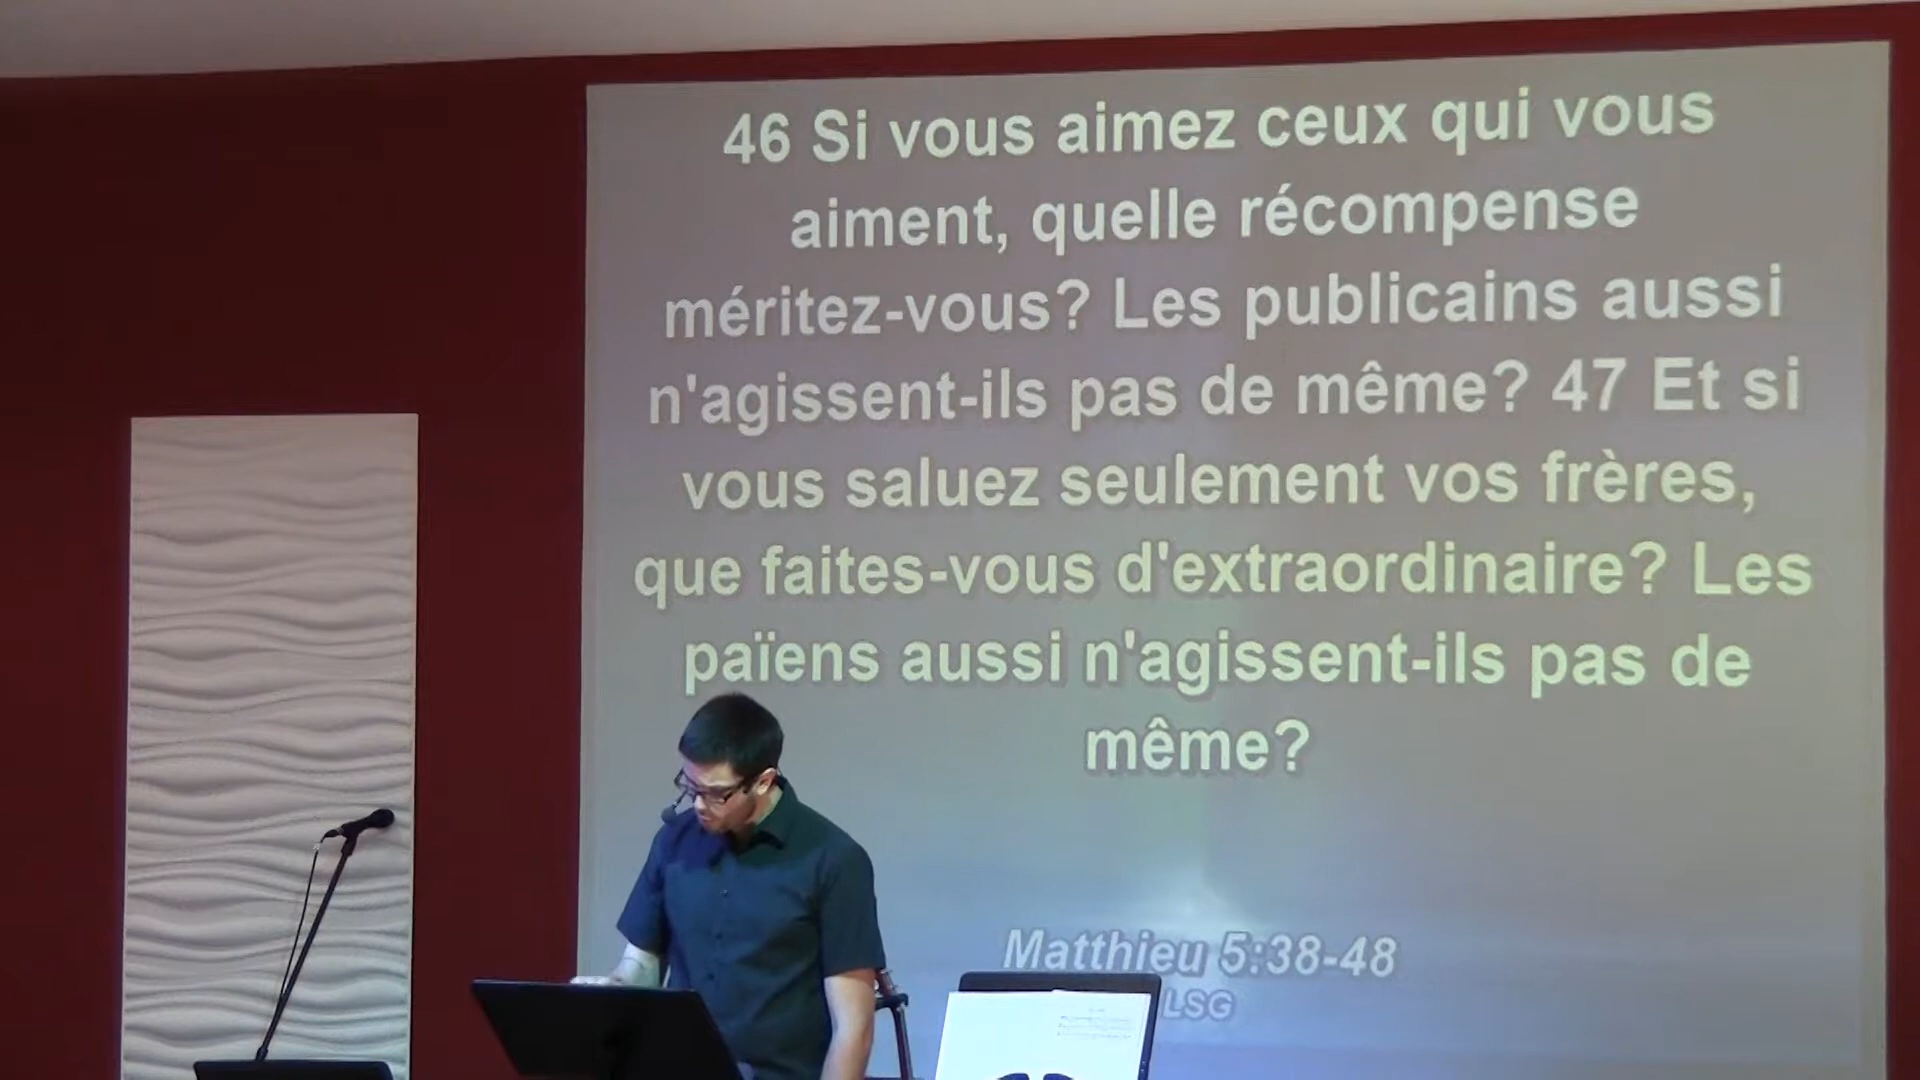 46 Si vous aimez ceux qui vous
aiment, quelle récompense
méritez-vous? Les publicains aussi
n'agissent-ils pas de même? 47 Et si
vous saluez seulement vos frères,
que faites-vous d'extraordinaire? Les
païens aussi n'agissent-ils pas de
même?
Matthieu 5:38-48
LSG